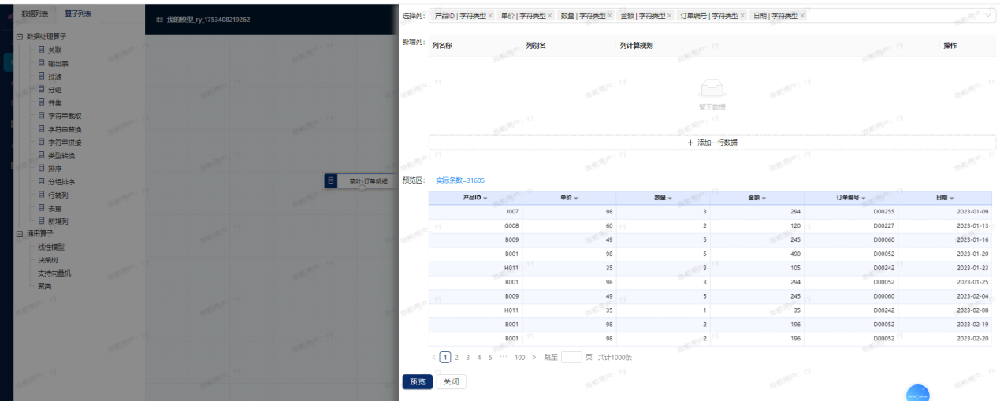 数据列表 算子列表
我的模型_ry_1753408219262
数据处理算子
关联
输出表
过滤
分组
并集
字符串截取
字符串替换
字符串拼接
类型转换
排序
分组排序
行转列
去重
新增列
通用算子
线性模型
决策树
支持向量机
聚类
茶叶-订单明细
选择列: 产品ID | 字符类型 × 单价 | 字符类型 × 数量 | 字符类型 × 金额 | 字符类型 × 订单编号 | 字符类型 × 日期 | 字符类型 ×
新增列: 列名称 列别名 列计算规则 操作
暂无数据
+ 添加一行数据
预览区: 实际条数=31605
产品ID 单价 数量 金额 订单编号 日期
J007 98 3 294 D00255 2023-01-09
G008 60 2 120 D00227 2023-01-13
B009 49 5 245 D00060 2023-01-16
B001 98 5 490 D00052 2023-01-20
H011 35 3 105 D00242 2023-01-23
B001 98 3 294 D00052 2023-01-25
B009 49 5 245 D00060 2023-02-04
H011 35 1 35 D00242 2023-02-08
B001 98 2 196 D00052 2023-02-19
B001 98 2 196 D00052 2023-02-20
< 1 2 3 4 5 ··· 100 > 跳至 页 共计1000条
预览 关闭
当前用户: ry